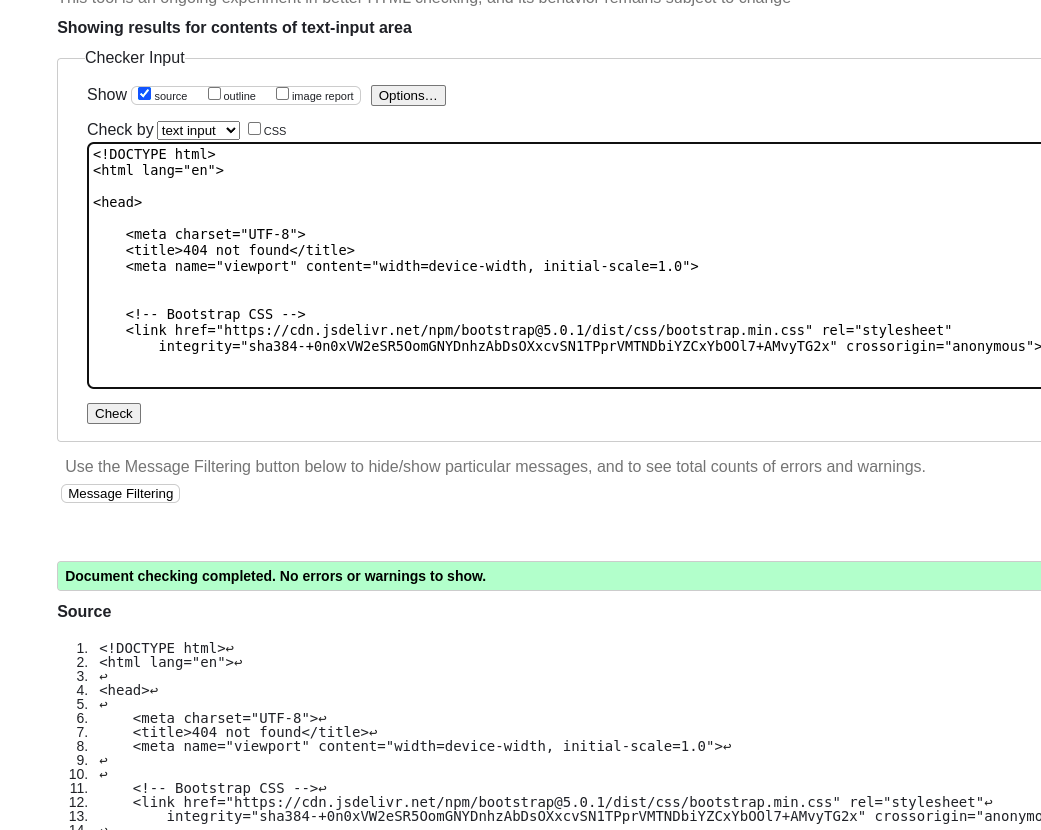 This tool is an ongoing experiment in better HTML checking, and its behavior remains subject to change
Showing results for contents of text-input area
Checker Input
Show source outline image report Options…
Check by text input CSS
<!DOCTYPE html>
<html lang="en">
<head>
<meta charset="UTF-8">
<title>404 not found</title>
<meta name="viewport" content="width=device-width, initial-scale=1.0">
<!-- Bootstrap CSS -->
<link href="https://cdn.jsdelivr.net/npm/bootstrap@5.0.1/dist/css/bootstrap.min.css" rel="stylesheet"
integrity="sha384-+0n0xVW2eSR5OomGNYDnhzAbDsOXxcvSN1TPprVMTNDbiYZCxYbOOl7+AMvyTG2x" crossorigin="anonymous">
Check
Use the Message Filtering button below to hide/show particular messages, and to see total counts of errors and warnings.
Message Filtering
Document checking completed. No errors or warnings to show.
Source
1. <!DOCTYPE html>↩
2. <html lang="en">↩
3. ↩
4. <head>↩
5. ↩
6. <meta charset="UTF-8">↩
7. <title>404 not found</title>↩
8. <meta name="viewport" content="width=device-width, initial-scale=1.0">↩
9. ↩
10. ↩
11. <!-- Bootstrap CSS -->↩
12. <link href="https://cdn.jsdelivr.net/npm/bootstrap@5.0.1/dist/css/bootstrap.min.css" rel="stylesheet"↩
13. integrity="sha384-+0n0xVW2eSR5OomGNYDnhzAbDsOXxcvSN1TPprVMTNDbiYZCxYbOOl7+AMvyTG2x" crossorigin="anonymo
14. ↩